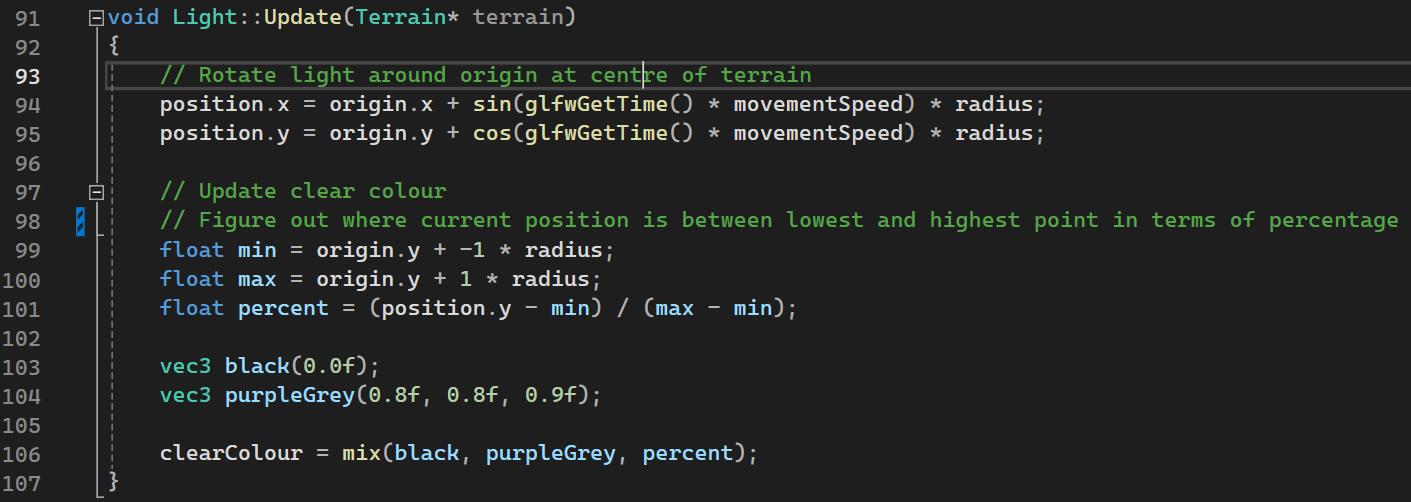 91 void Light::Update(Terrain* terrain)
92 {
93 // Rotate light around origin at centre of terrain
94 position.x = origin.x + sin(glfwGetTime() * movementSpeed) * radius;
95 position.y = origin.y + cos(glfwGetTime() * movementSpeed) * radius;
96
97 // Update clear colour
98 // Figure out where current position is between lowest and highest point in terms of percentage
99 float min = origin.y + -1 * radius;
100 float max = origin.y + 1 * radius;
101 float percent = (position.y - min) / (max - min);
102
103 vec3 black(0.0f);
104 vec3 purpleGrey(0.8f, 0.8f, 0.9f);
105
106 clearColour = mix(black, purpleGrey, percent);
107 }